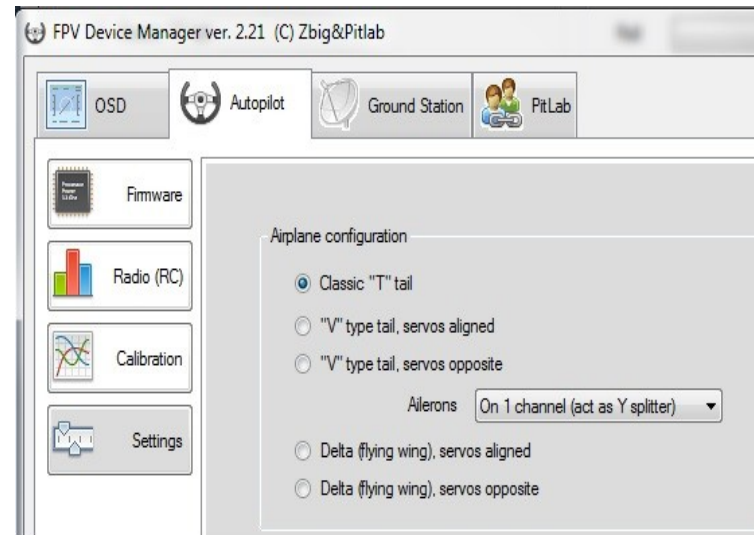 FPV Device Manager ver. 2.21 (C) Zbig&Pitlab
OSD
Autopilot
Ground Station
PitLab
Firmware
Radio (RC)
Calibration
Settings
Airplane configuration
Classic "T" tail
"V" type tail, servos aligned
"V" type tail, servos opposite
Ailerons On 1 channel (act as Y splitter)
Delta (flying wing), servos aligned
Delta (flying wing), servos opposite